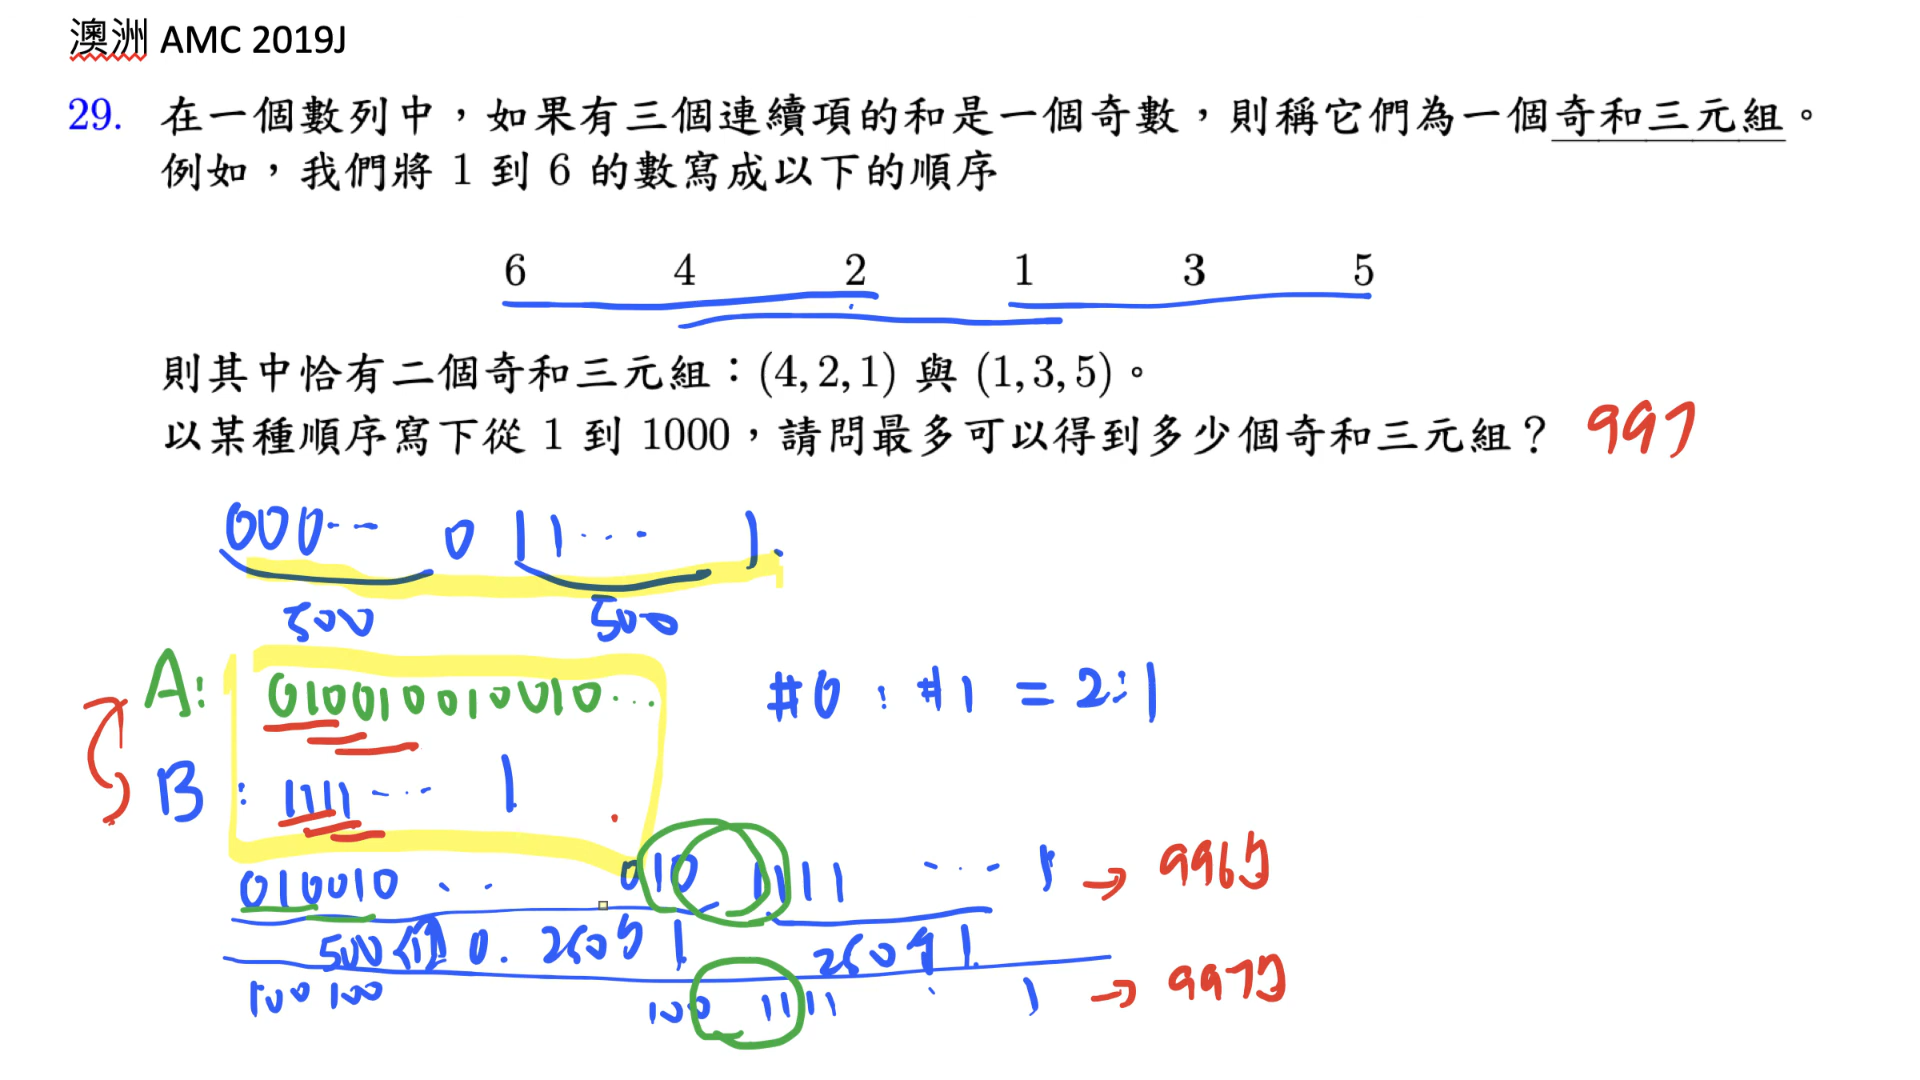 澳洲 AMC 2019J
29. 在一個數列中，如果有三個連續項的和是一個奇數，則稱它們為一個奇和三元組。
例如，我們將 1 到 6 的數寫成以下的順序
6 4 2 1 3 5
則其中恰有二個奇和三元組：(4, 2, 1) 與 (1, 3, 5)。
以某種順序寫下從 1 到 1000，請問最多可以得到多少個奇和三元組？ 997
000... 0 11... 1.
500 500
A: 010010010010... #0 : #1 = 2:1
B: 1111... 1
010010 ... 010 1111 ... 1 → 996
500個 0. 250 1 250 1.
100 100 100 1111 . 1 → 997